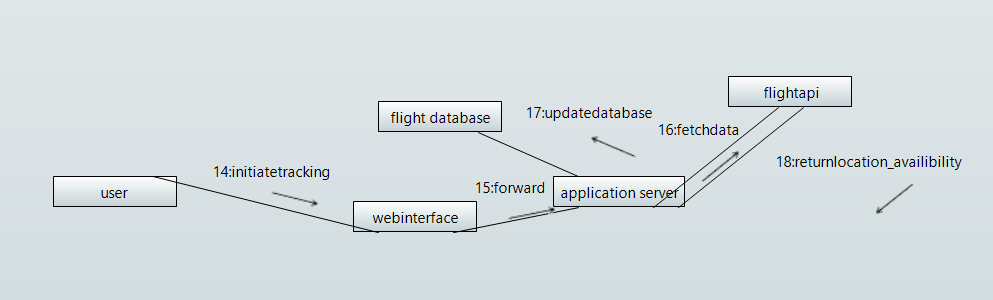 flightapi
flight database
17:updatedatabase
16:fetchdata
18:returnlocation_availibility
14:initiatetracking
user
15:forward
application server
webinterface